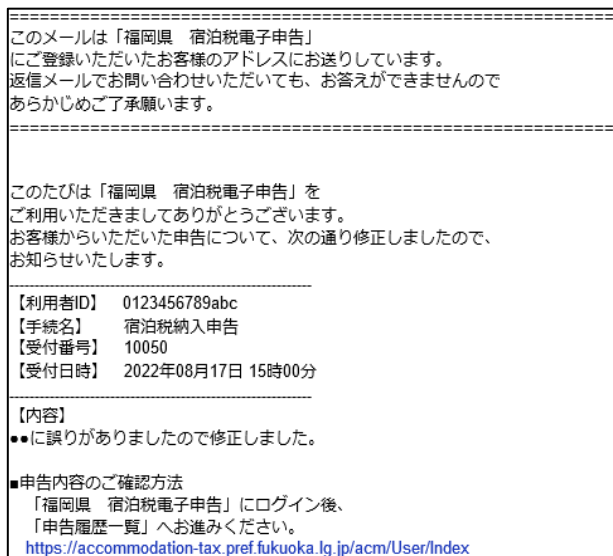 ============================================================
このメールは「福岡県　宿泊税電子申告」
にご登録いただいたお客様のアドレスにお送りしています。
返信メールでお問い合わせいただいても、お答えができませんので
あらかじめご了承願います。
============================================================
このたびは「福岡県　宿泊税電子申告」を
ご利用いただきましてありがとうございます。
お客様からいただいた申告について、次の通り修正しましたので、
お知らせいたします。
------------------------------------------------------------
【利用者ID】　0123456789abc
【手続名】　　宿泊税納入申告
【受付番号】　10050
【受付日時】　2022年08月17日 15時00分
------------------------------------------------------------
【内容】
●●に誤りがありましたので修正しました。
■申告内容のご確認方法
「福岡県　宿泊税電子申告」にログイン後、
「申告履歴一覧」へお進みください。
https://accommodation-tax.pref.fukuoka.lg.jp/acm/User/Index